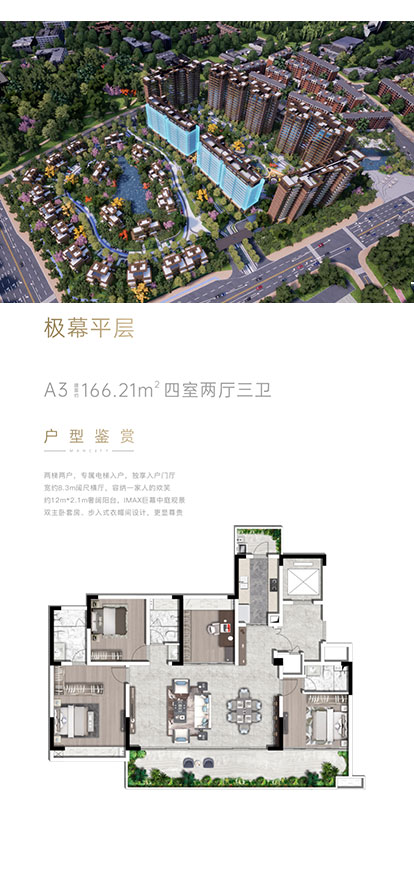 极幕平层
A3 建面约 166.21m² 四室两厅三卫
户型鉴赏
两梯两户，专属电梯入户，独享入户门厅
宽约8.3m阔尺横厅，容纳一家人的欢笑
约12m*2.1m奢阔阳台，IMAX巨幕中庭观景
双主卧套房、步入式衣帽间设计，更显尊贵